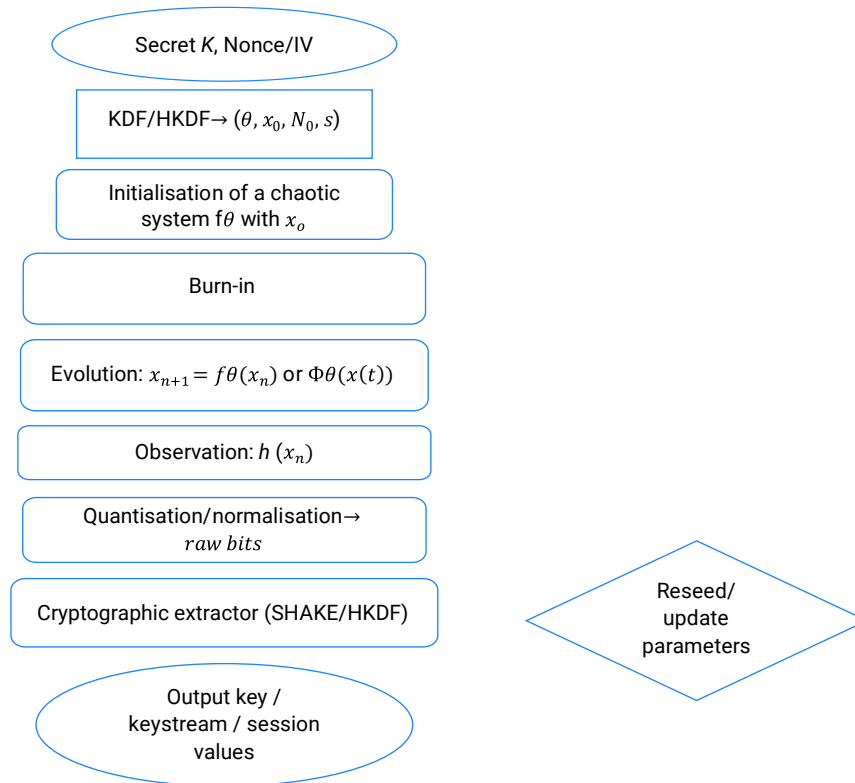 Secret K, Nonce/IV
KDF/HKDF→ (θ, x₀, N₀, s)
Initialisation of a chaotic
system fθ with xₒ
Burn-in
Evolution: xₙ₊₁ = fθ(xₙ) or Φθ(x(t))
Observation: h (xₙ)
Quantisation/normalisation→
raw bits
Cryptographic extractor (SHAKE/HKDF)
Reseed/
update
parameters
Output key /
keystream / session
values